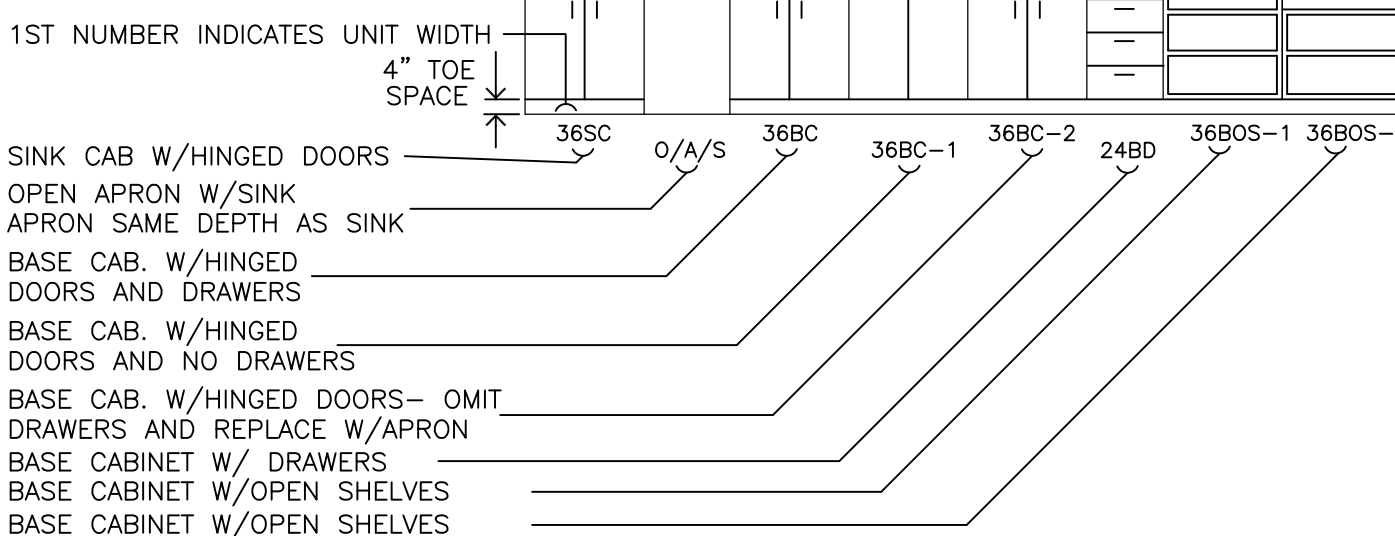 1ST NUMBER INDICATES UNIT WIDTH
4” TOE
SPACE
36SC
O/A/S
36BC
36BC–1
36BC–2
24BD
36BOS–1
36BOS–
SINK CAB W/HINGED DOORS
OPEN APRON W/SINK
APRON SAME DEPTH AS SINK
BASE CAB. W/HINGED
DOORS AND DRAWERS
BASE CAB. W/HINGED
DOORS AND NO DRAWERS
BASE CAB. W/HINGED DOORS– OMIT
DRAWERS AND REPLACE W/APRON
BASE CABINET W/ DRAWERS
BASE CABINET W/OPEN SHELVES
BASE CABINET W/OPEN SHELVES